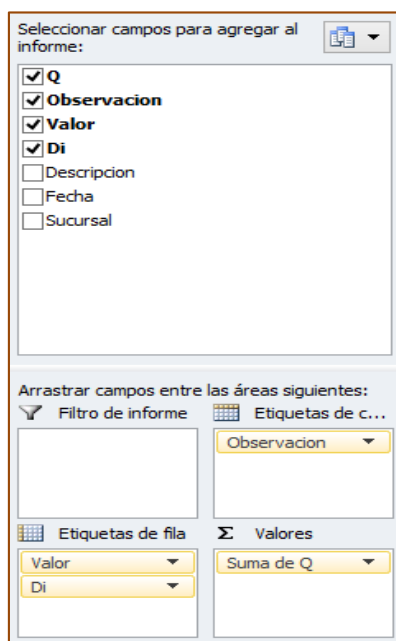 Seleccionar campos para agregar al
informe:
Q
Observacion
Valor
Di
Descripcion
Fecha
Sucursal
Arrastrar campos entre las áreas siguientes:
Filtro de informe
Etiquetas de c...
Observacion
Etiquetas de fila
Σ Valores
Valor
Di
Suma de Q